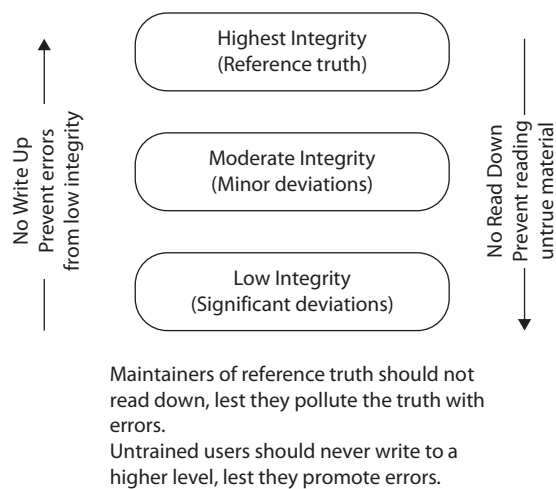 Highest Integrity
(Reference truth)
No Write Up
Prevent errors
from low integrity
Moderate Integrity
(Minor deviations)
No Read Down
Prevent reading
untrue material
Low Integrity
(Significant deviations)
Maintainers of reference truth should not
read down, lest they pollute the truth with
errors.
Untrained users should never write to a
higher level, lest they promote errors.